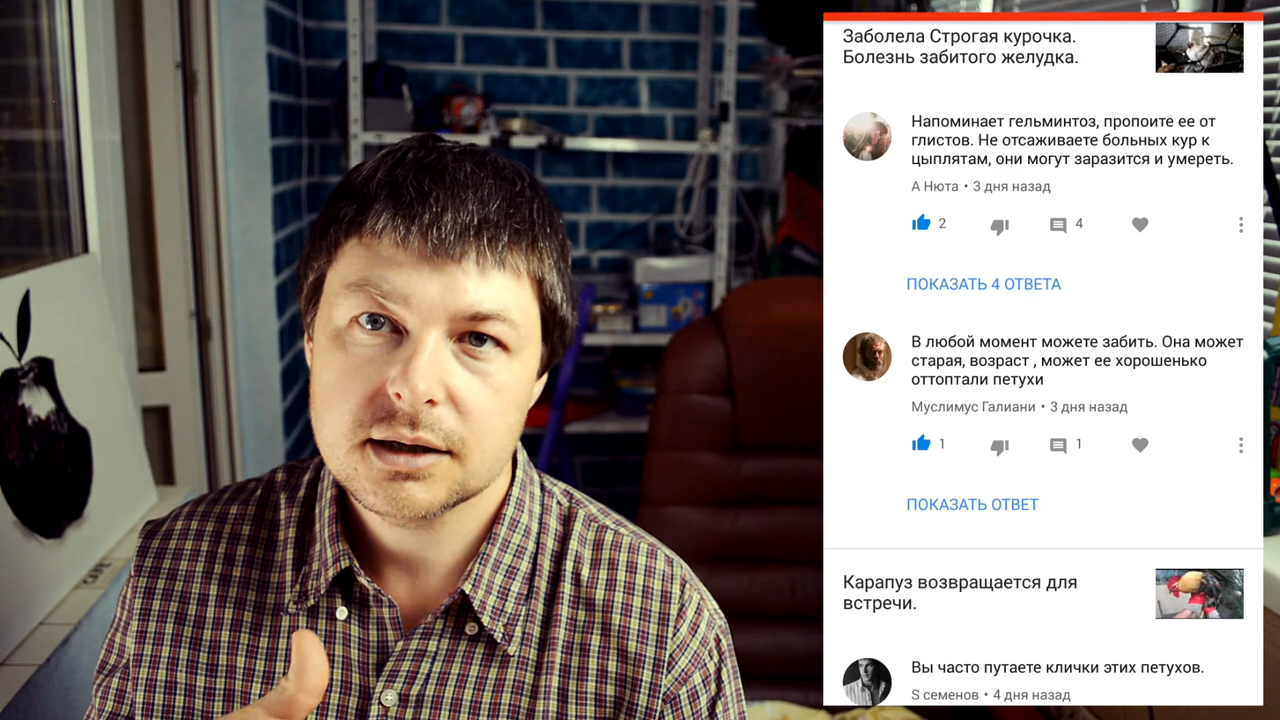 Заболела Строгая курочка.
Болезнь забитого желудка.
Напоминает гельминтоз, пропоите ее от
глистов. Не отсаживаете больных кур к
цыплятам, они могут заразится и умереть.
А Нюта • 3 дня назад
2
4
ПОКАЗАТЬ 4 ОТВЕТА
В любой момент можете забить. Она может
старая, возраст , может ее хорошенько
оттоптали петухи
Муслимус Галиани • 3 дня назад
1
1
ПОКАЗАТЬ ОТВЕТ
Карапуз возвращается для
встречи.
Вы часто путаете клички этих петухов.
S семенов • 4 дня назад